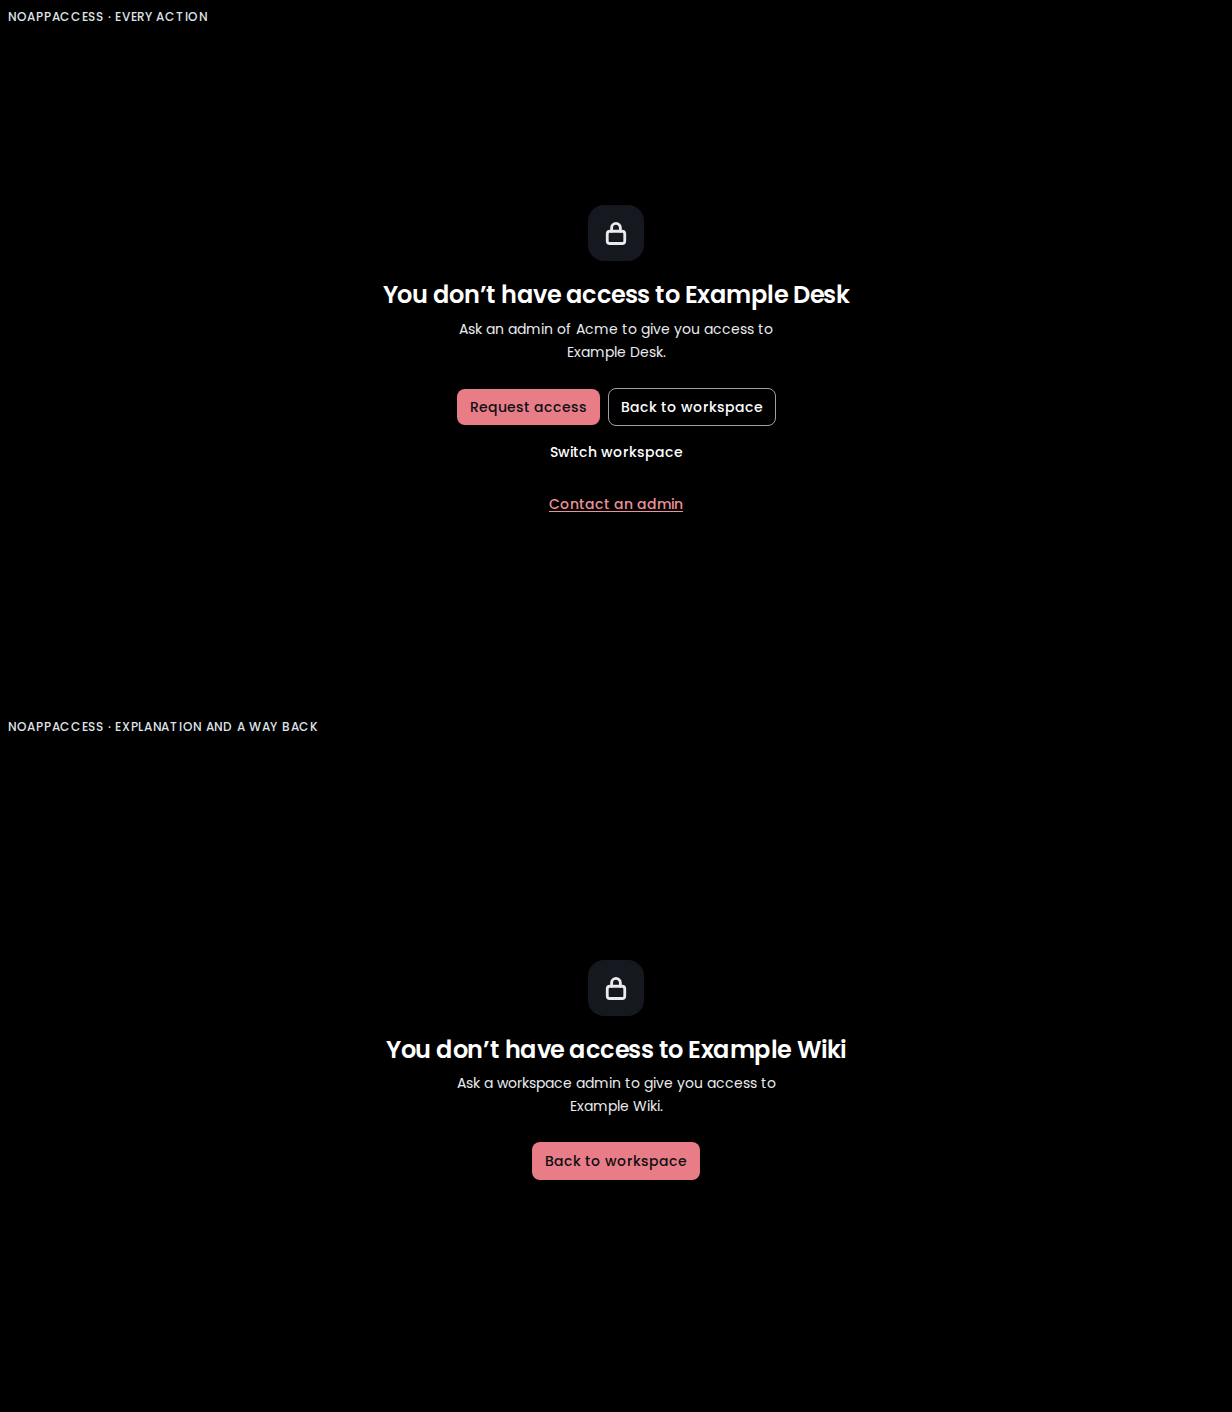 NOAPPACCESS · EVERY ACTION
You don’t have access to Example Desk
Ask an admin of Acme to give you access to
Example Desk.
Request access
Back to workspace
Switch workspace
Contact an admin
NOAPPACCESS · EXPLANATION AND A WAY BACK
You don’t have access to Example Wiki
Ask a workspace admin to give you access to
Example Wiki.
Back to workspace